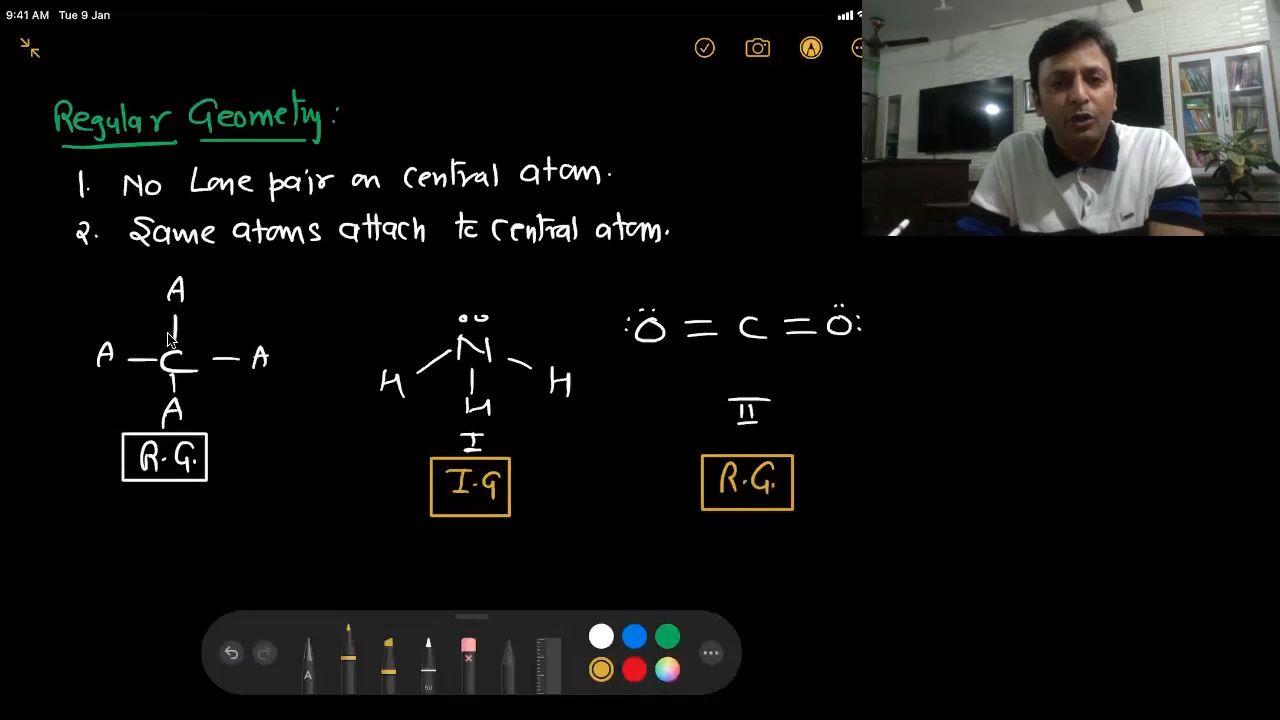 9:41 AM Tue 9 Jan
Regular Geometry:
1. No Lone pair on central atom.
2. Same atoms attach to central atom.
A
A – C – A
A
R.G.
N
H H H
I
I.G
:O = C = O:
II
R.G.
A
50